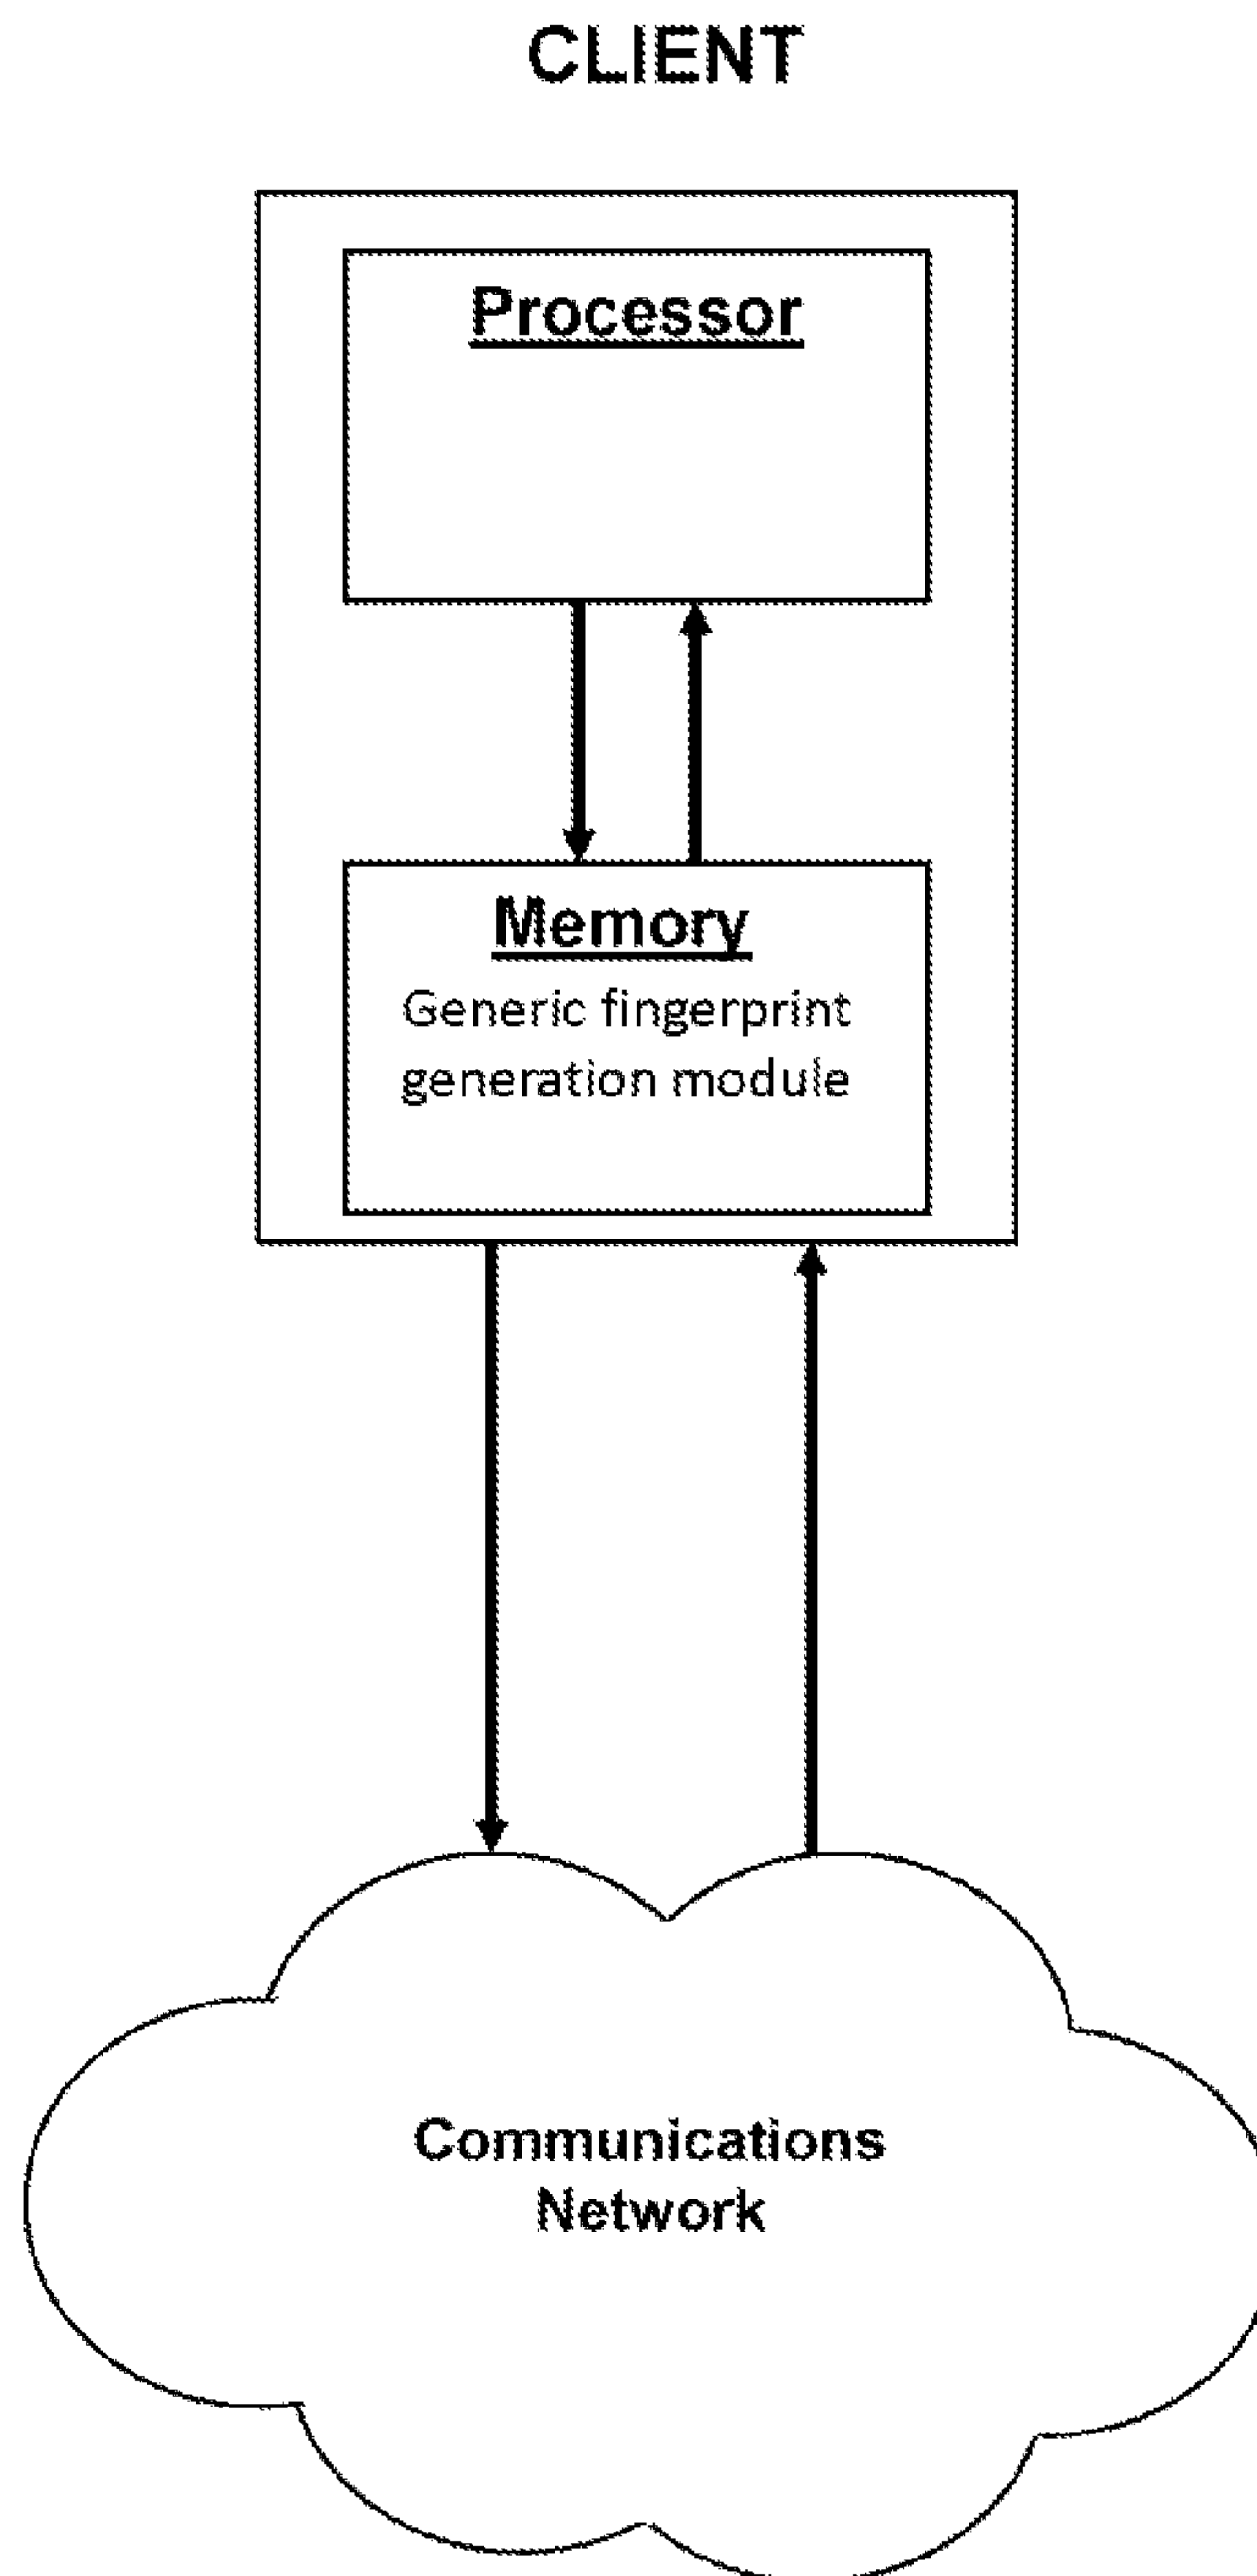 CLIENT
Processor
Memory
Generic fingerprint
generation module
Communications
Network